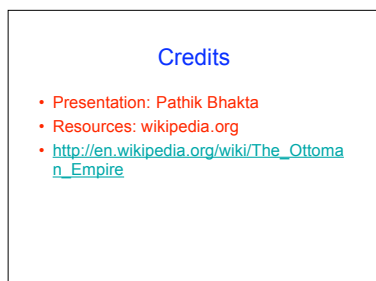 Credits
• Presentation: Pathik Bhakta
• Resources: wikipedia.org
• http://en.wikipedia.org/wiki/The_Ottoma
n_Empire